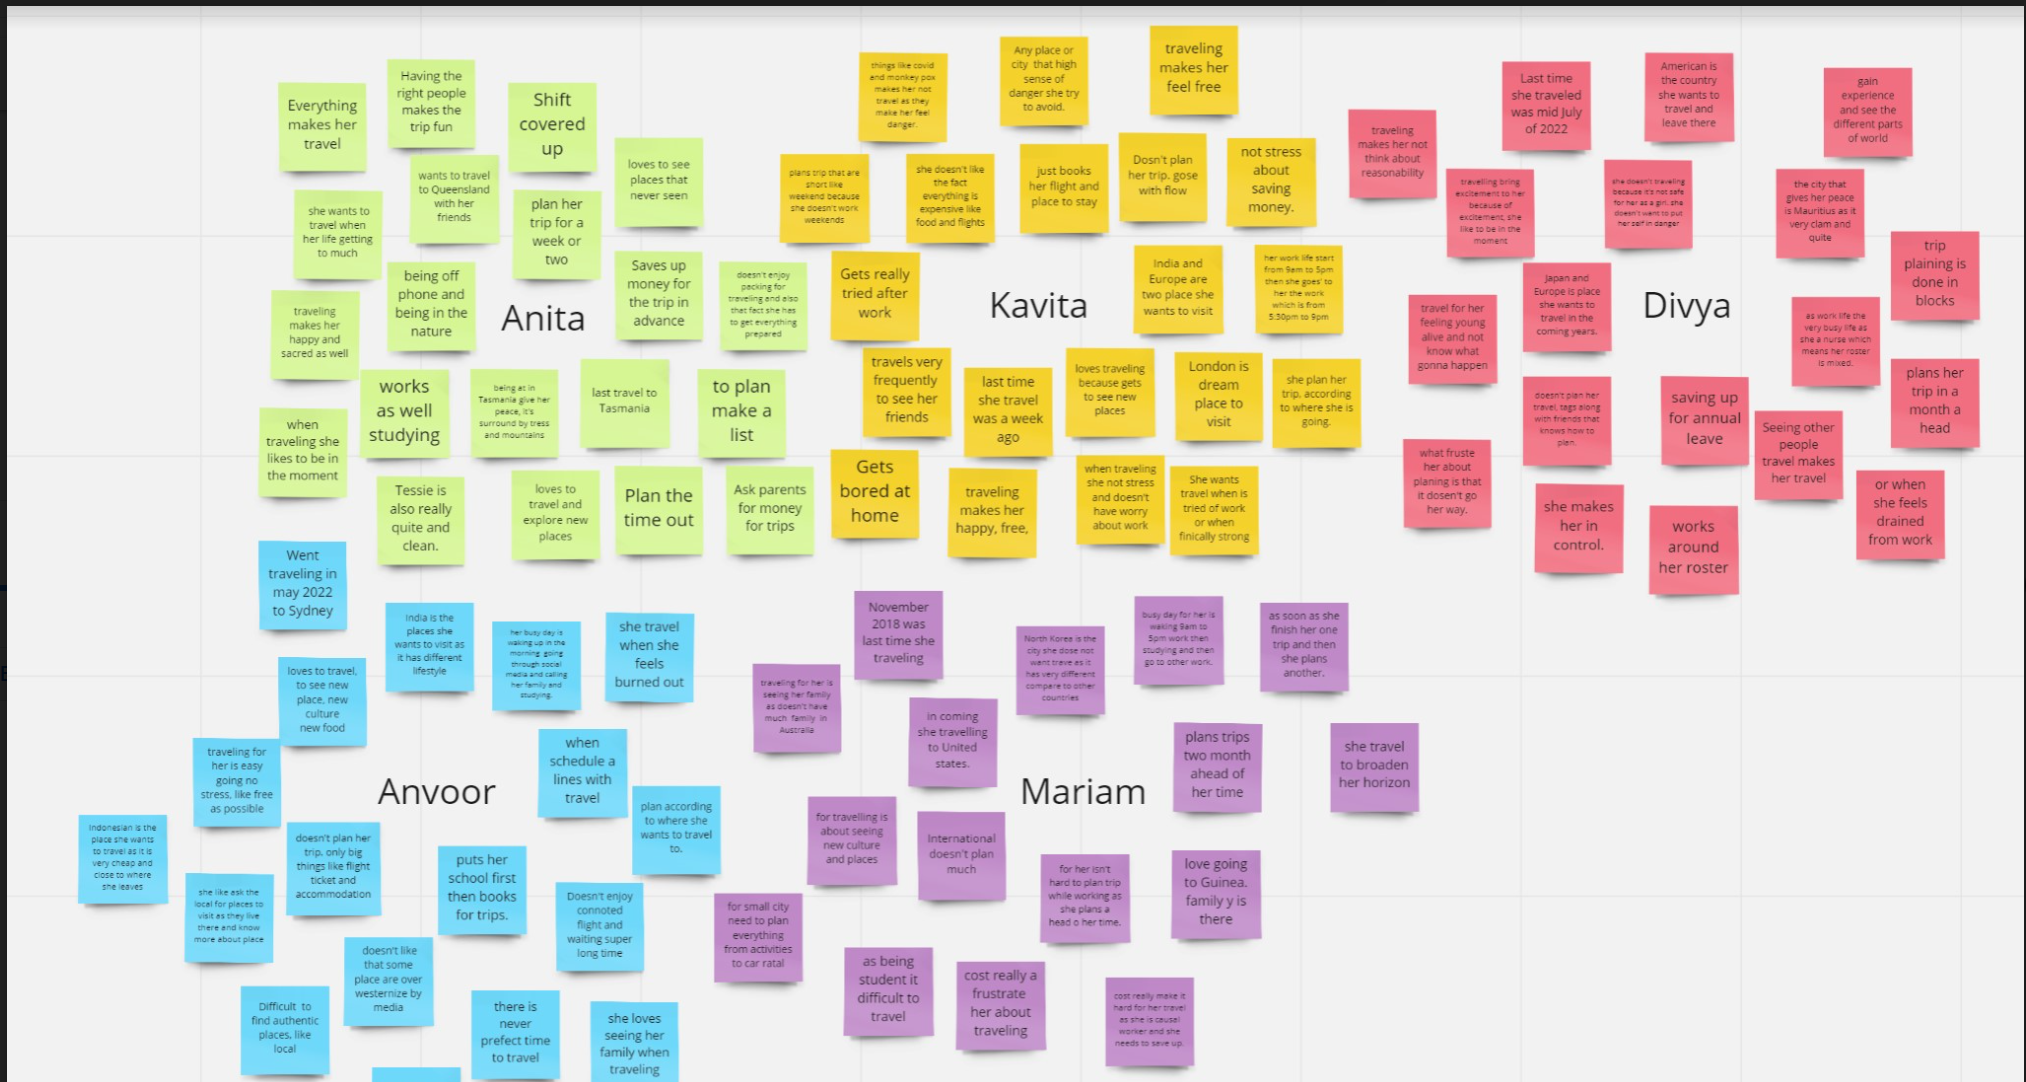 Everything
makes her
travel
Having the
right people
makes the
trip fun
Shift
covered
up
loves to see
places that
never seen
wants to travel
to Queensland
with her
friends
she wants to
travel when
her life getting
to much
plan her
trip for a
week or
two
being off
phone and
being in the
nature
Anita
Saves up
money for
the trip in
advance
doesn't enjoy
packing for
traveling and also
that fact she has
to get everything
prepared
traveling
makes her
happy and
sacred as well
works
as well
studying
being at in
Tasmania give her
peace, it's
surround by tress
and mountains
last travel to
Tasmania
to plan
make a
list
when
traveling she
likes to be in
the moment
Tessie is
also really
quite and
clean.
loves to
travel and
explore new
places
Plan the
time out
Ask parents
for money
for trips
things like covid
and monkey pox
makes her not
travel as they
make her feel
danger.
Any place or
city that high
sense of
danger she try
to avoid.
traveling
makes her
feel free
plans trip that are
short like
weekend because
she doesn't work
weekends
she doesn't like
the fact
everything is
expensive like
food and flights
just books
her flight and
place to stay
Dosn't plan
her trip. gose
with flow
not stress
about
saving
money.
Gets really
tried after
work
Kavita
India and
Europe are
two place she
wants to visit
her work life start
from 9am to 5pm
then she goes' to
her the work
which is from
5:30pm to 9pm
travels very
frequently
to see her
friends
last time
she travel
was a week
ago
loves traveling
because gets
to see new
places
London is
dream
place to
visit
she plan her
trip, according
to where she is
going.
Gets
bored at
home
traveling
makes her
happy, free,
when traveling
she not stress
and doesn't
have worry
about work
She wants
travel when is
tried of work
or when
finically strong
traveling
makes her not
think about
reasonability
Last time
she traveled
was mid July
of 2022
American is
the country
she wants to
travel and
leave there
gain
experience
and see the
different parts
of world
travelling bring
excitement to her
because of
excitement, she
like to be in the
moment
she doesn't traveling
because it's not safe
for her as a girl. she
doesn't want to put
her self in danger
the city that
gives her peace
is Mauritius as it
very clam and
quite
trip
plaining is
done in
blocks
travel for her
feeling young
alive and not
know what
gonna happen
Japan and
Europe is place
she wants to
travel in the
coming years.
Divya
as work life the
very busy life as
she a nurse which
means her roster
is mixed.
plans her
trip in a
month a
head
doesn't plan her
travel, tags along
with friends that
knows how to
plan.
saving up
for annual
leave
Seeing other
people
travel makes
her travel
what fruste
her about
planing is that
it dosen't go
her way.
she makes
her in
control.
works
around
her roster
or when
she feels
drained
from work
Went
traveling in
may 2022
to Sydney
India is the
places she
wants to visit as
it has different
lifestyle
her busy day is
waking up in the
morning going
through social
media and calling
her family and
studying.
she travel
when she
feels
burned out
loves to travel,
to see new
place, new
culture
new food
traveling for
her is easy
going no
stress, like free
as possible
Anvoor
when
schedule a
lines with
travel
plan according
to where she
wants to travel
to.
Indonesian is the
place she wants
to travel as it is
very cheap and
close to where
she leaves
doesn't plan her
trip. only big
things like flight
ticket and
accommodation
she like ask the
local for places to
visit as they live
there and know
more about place
puts her
school first
then books
for trips.
Doesn't enjoy
connoted
flight and
waiting super
long time
doesn't like
that some
place are over
westernize by
media
Difficult to
find authentic
places, like
local
there is
never
prefect time
to travel
she loves
seeing her
family when
traveling
November
2018 was
last time she
traveling
North Korea is the
city she dose not
want trave as it
has very different
compare to other
countries
busy day for her is
waking 9am to
5pm work then
studying and then
go to other work.
as soon as she
finish her one
trip and then
she plans
another.
traveling for her is
seeing her family
as doesn't have
much family in
Australia
in coming
she travelling
to United
states.
Mariam
plans trips
two month
ahead of
her time
she travel
to broaden
her horizon
for travelling is
about seeing
new culture
and places
International
doesn't plan
much
for her isn't
hard to plan trip
while working as
she plans a
head o her time.
love going
to Guinea.
family y is
there
for small city
need to plan
everything
from activities
to car ratal
as being
student it
difficult to
travel
cost really a
frustrate
her about
traveling
cost really make it
hard for her travel
as she is causal
worker and she
needs to save up.